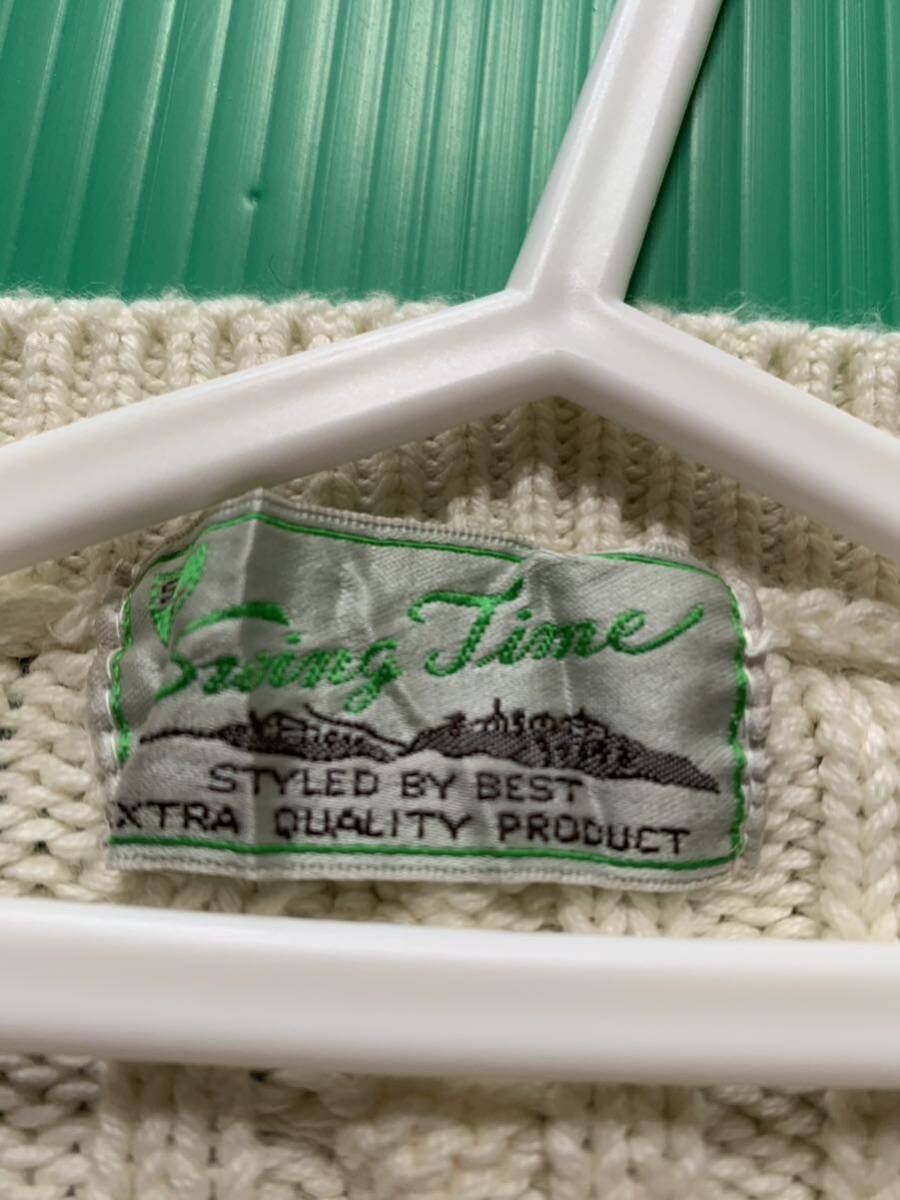 Swing Time
STYLED BY BEST
XTRA QUALITY PRODUCT